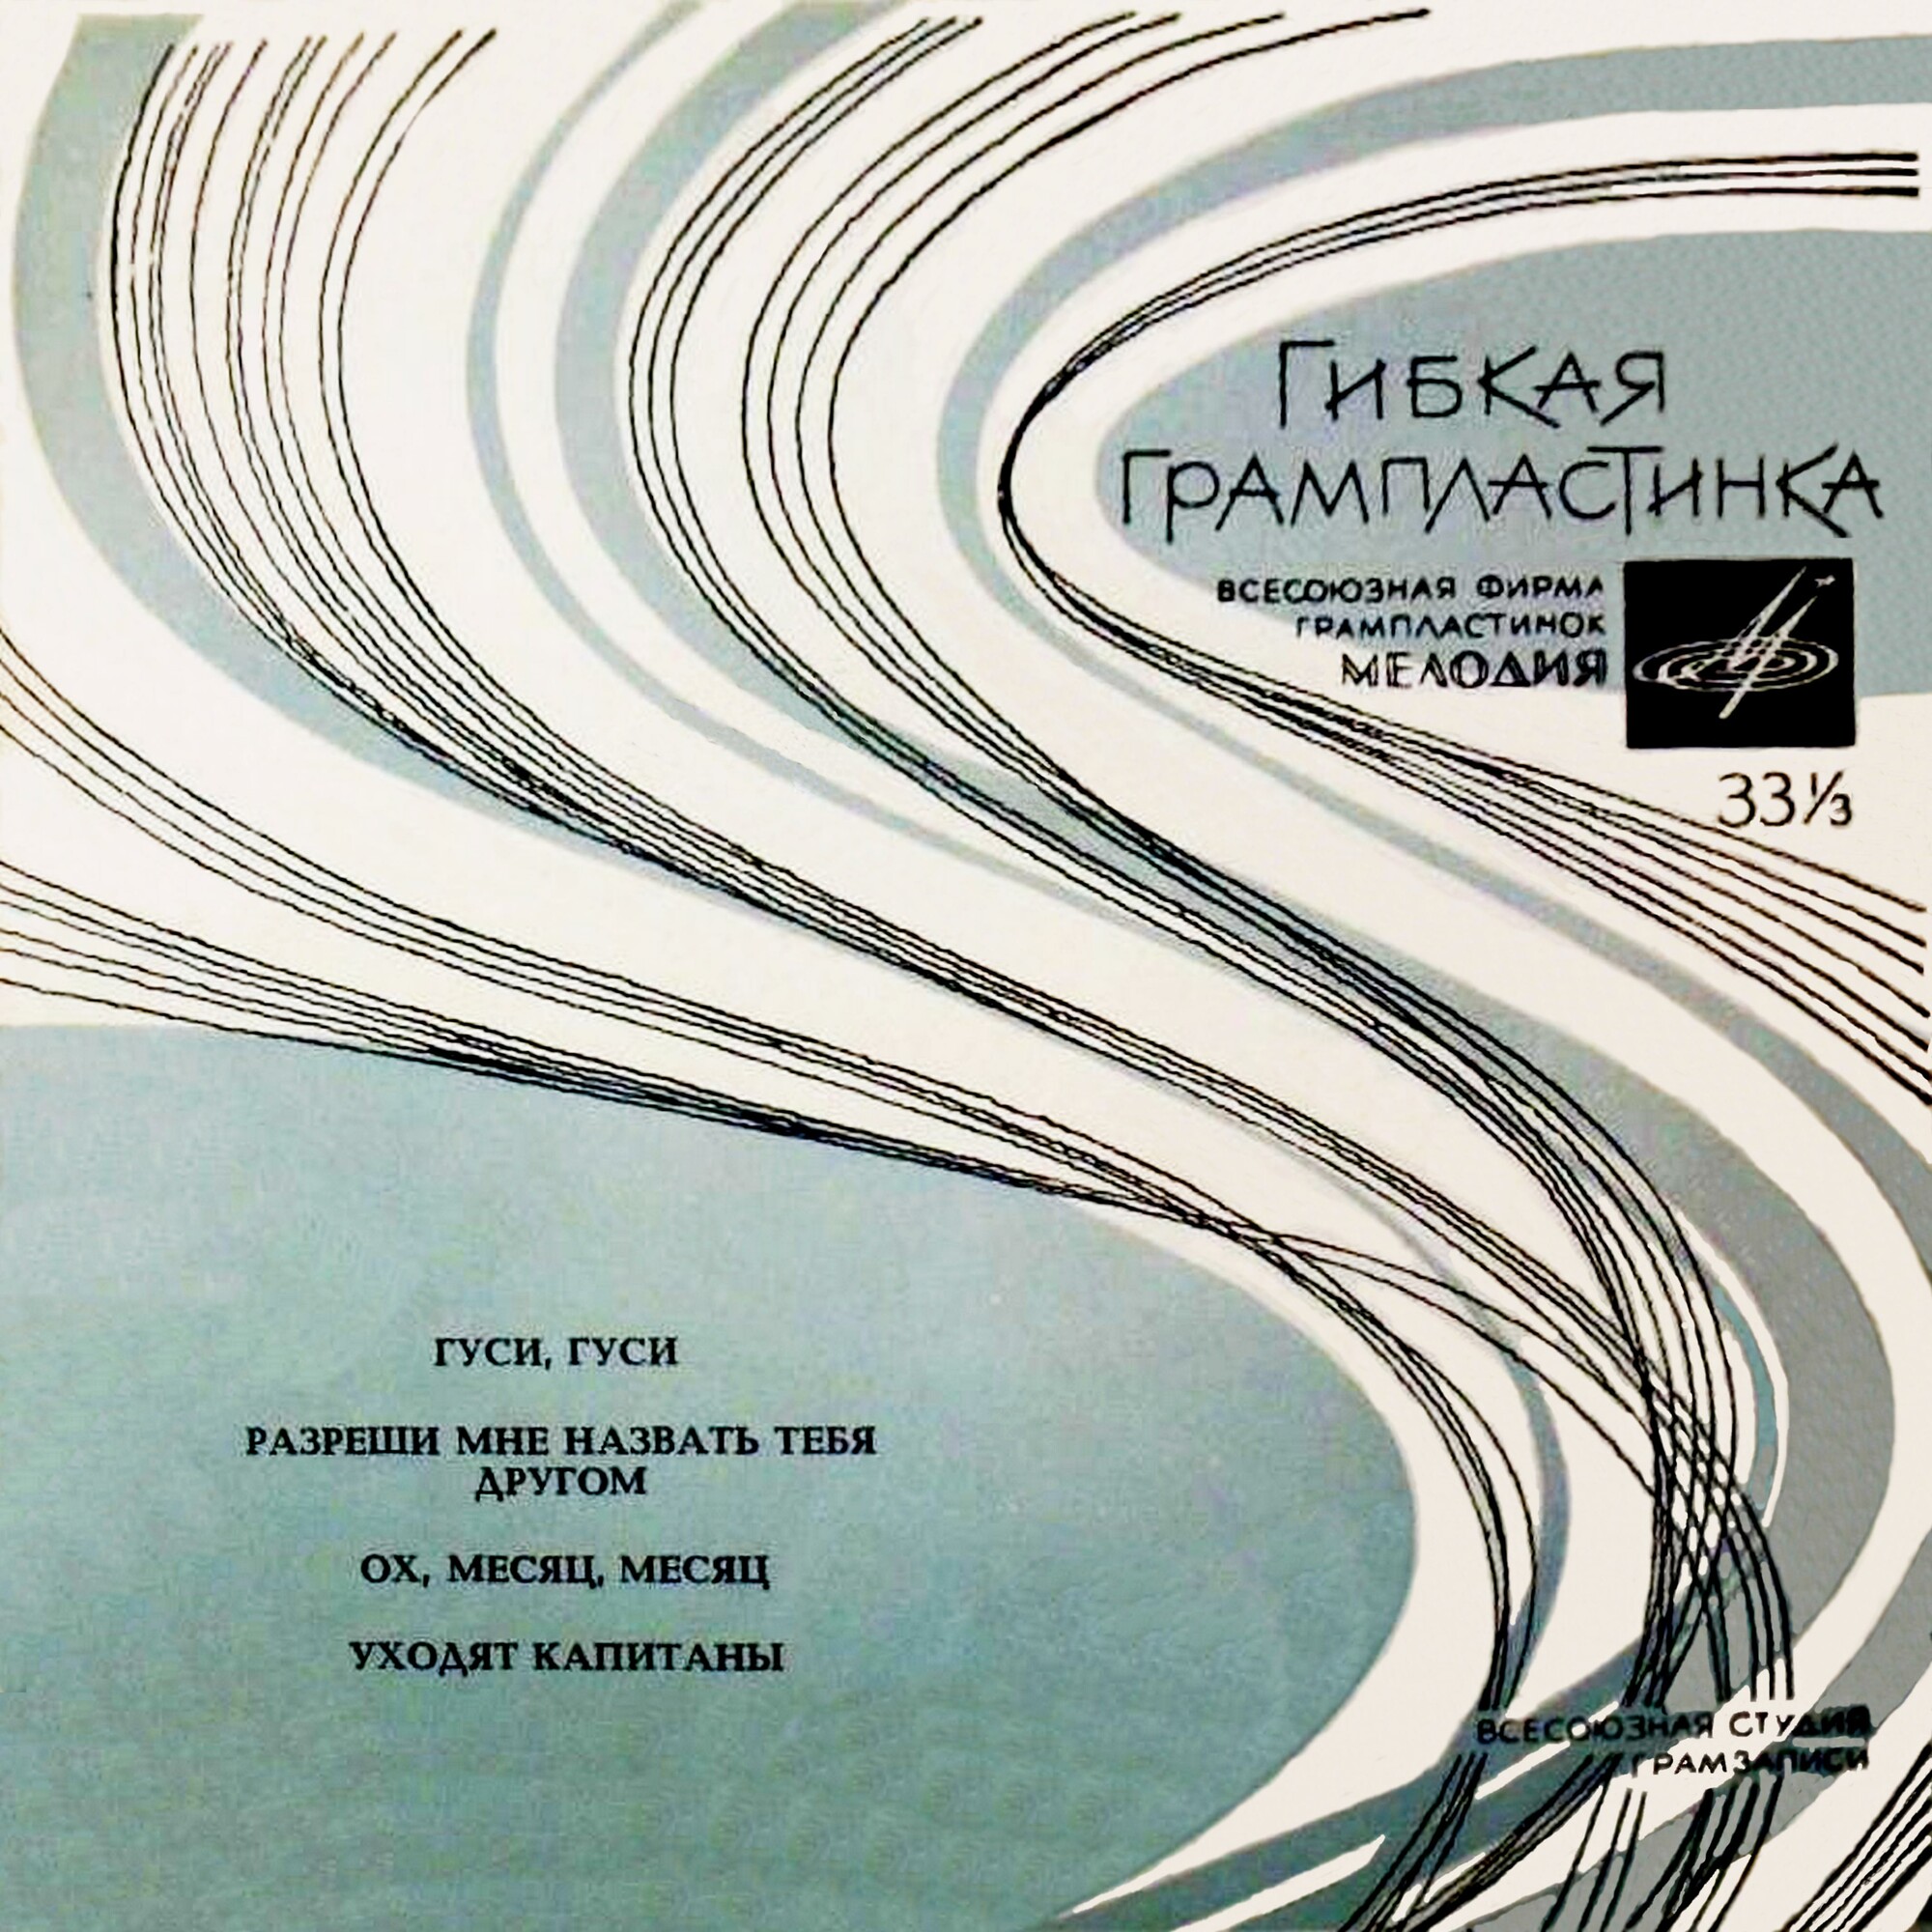 ГИБКАЯ
ГРАМПЛАСТИНКА
ВСЕСОЮЗНАЯ ФИРМА
ГРАМПЛАСТИНОК
МЕЛОДИЯ
33⅓
ГУСИ, ГУСИ
РАЗРЕШИ МНЕ НАЗВАТЬ ТЕБЯ
ДРУГОМ
ОХ, МЕСЯЦ, МЕСЯЦ
УХОДЯТ КАПИТАНЫ
ВСЕСОЮЗНАЯ СТУДИЯ
ГРАМЗАПИСИ